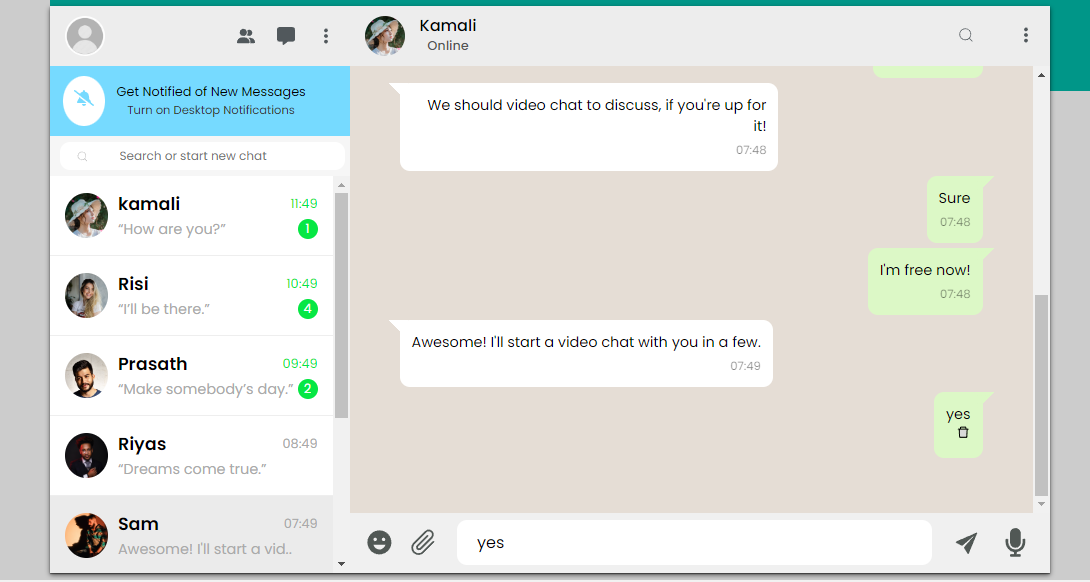 Kamali
Online
Get Notified of New Messages
Turn on Desktop Notifications
Search or start new chat
kamali
11:49
“How are you?”
1
Risi
10:49
“I’ll be there.”
4
Prasath
09:49
“Make somebody’s day.”
2
Riyas
08:49
“Dreams come true.”
Sam
07:49
Awesome! I'll start a vid..
We should video chat to discuss, if you're up for
it!
07:48
Sure
07:48
I'm free now!
07:48
Awesome! I'll start a video chat with you in a few.
07:49
yes
yes